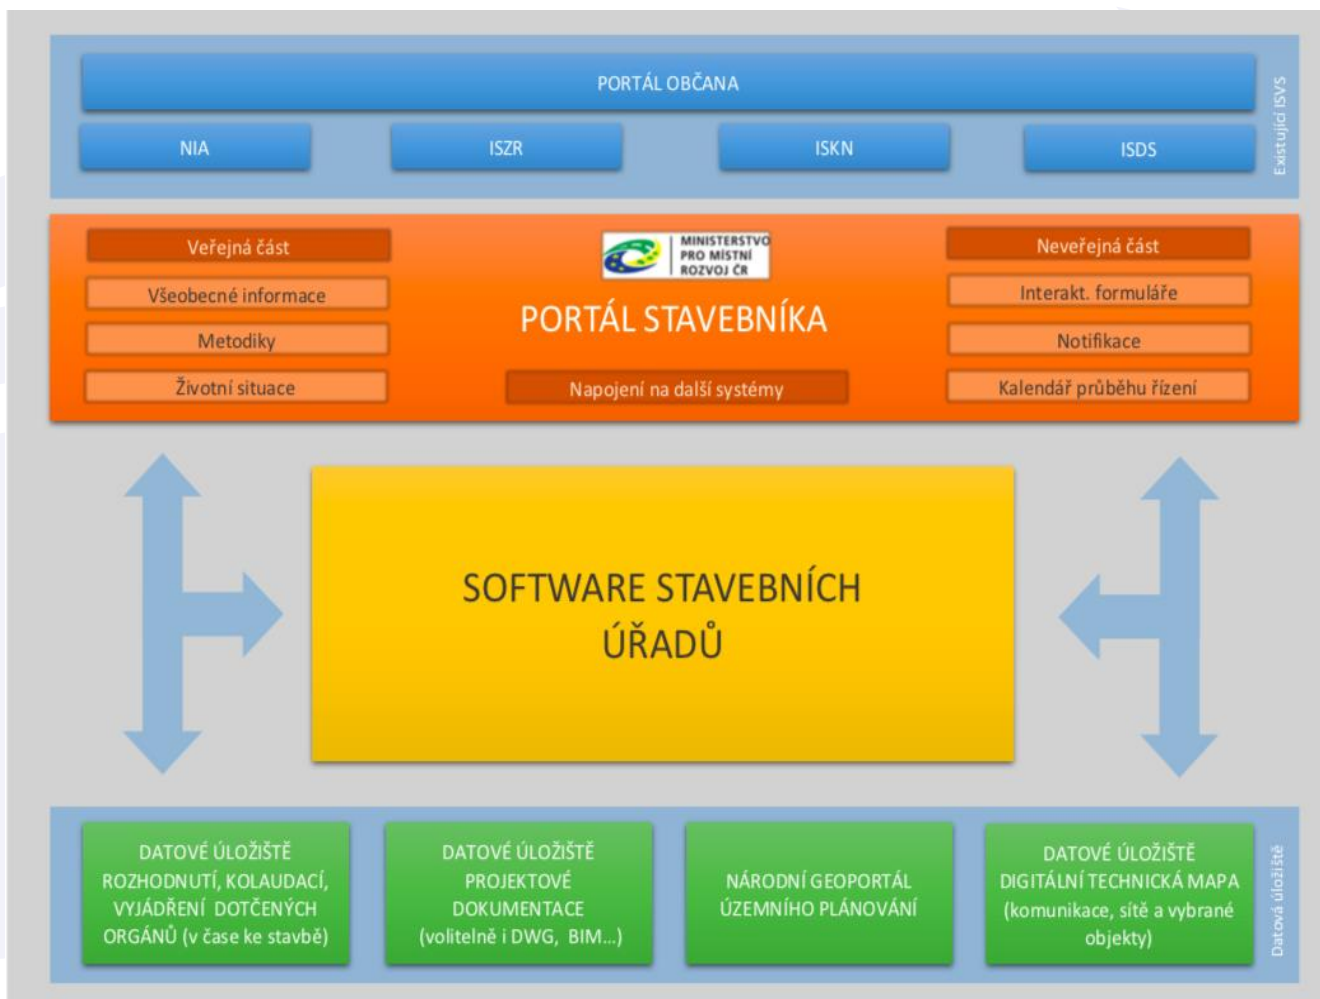 PORTÁL OBČANA
NIA
ISZR
ISKN
ISDS
Existující ISVS
Veřejná část
Všeobecné informace
Metodiky
Životní situace
MINISTERSTVO
PRO MÍSTNÍ
ROZVOJ ČR
PORTÁL STAVEBNÍKA
Napojení na další systémy
Neveřejná část
Interakt. formuláře
Notifikace
Kalendář průběhu řízení
SOFTWARE STAVEBNÍCH
ÚŘADŮ
DATOVÉ ÚLOŽIŠTĚ
ROZHODNUTÍ, KOLAUDACÍ,
VYJÁDŘENÍ DOTČENÝCH
ORGÁNŮ (v čase ke stavbě)
DATOVÉ ÚLOŽIŠTĚ
PROJEKTOVÉ
DOKUMENTACE
(volitelně i DWG, BIM...)
NÁRODNÍ GEOPORTÁL
ÚZEMNÍHO PLÁNOVÁNÍ
DATOVÉ ÚLOŽIŠTĚ
DIGITÁLNÍ TECHNICKÁ MAPA
(komunikace, sítě a vybrané
objekty)
Datová úložiště